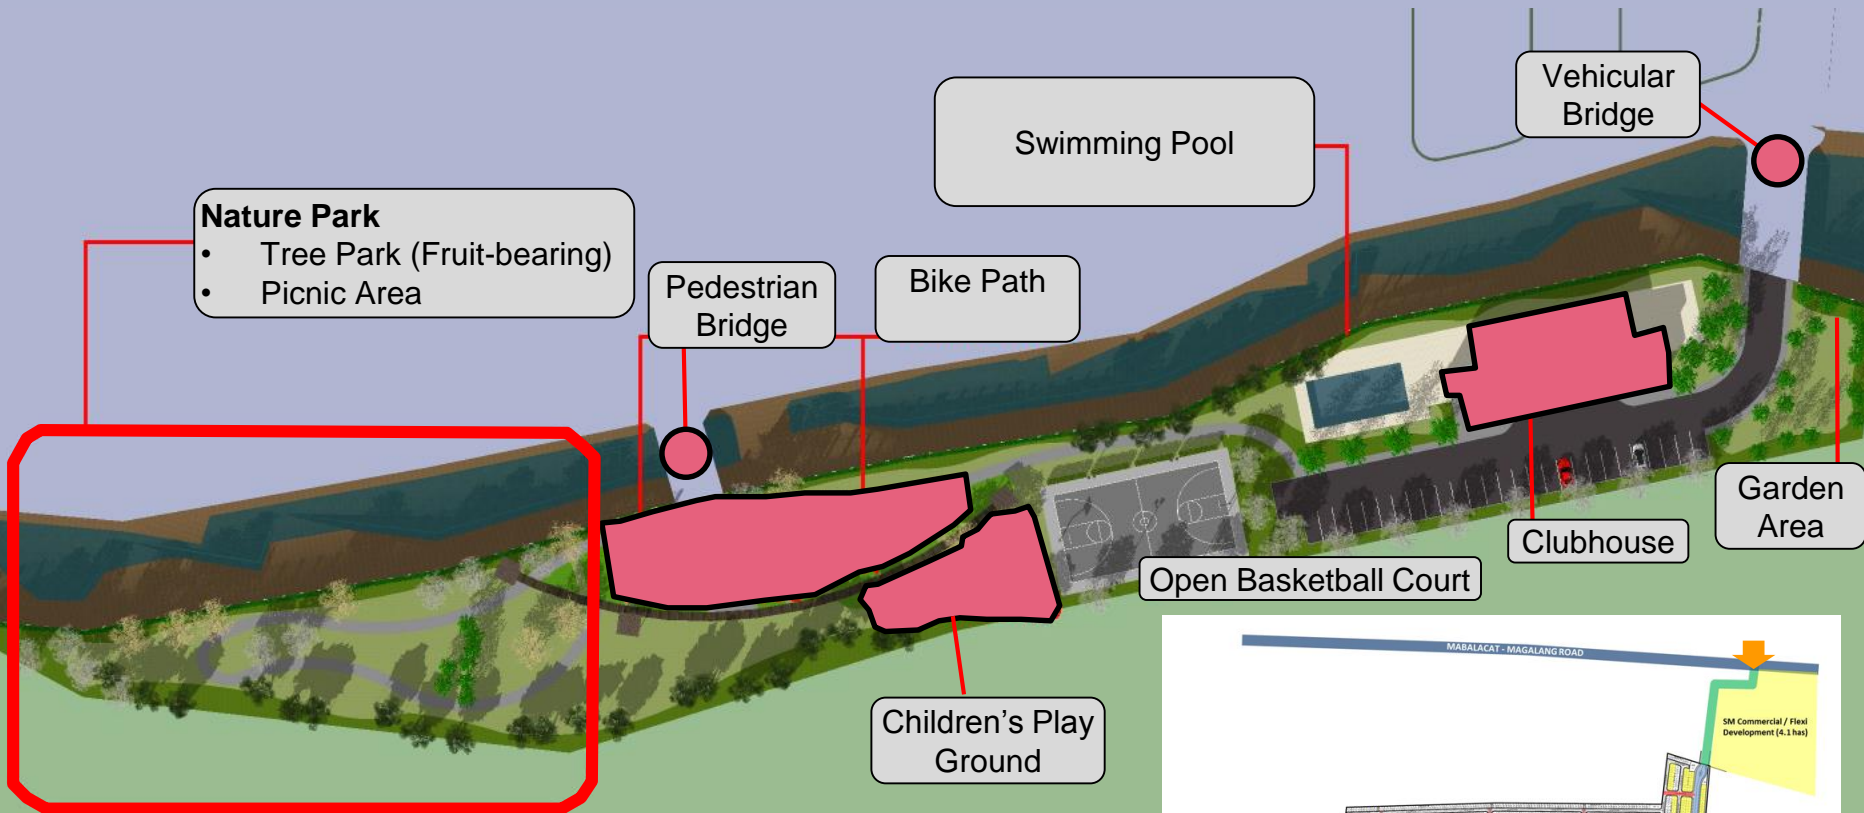 Vehicular
Bridge
Swimming Pool
Nature Park
• Tree Park (Fruit-bearing)
• Picnic Area
Pedestrian
Bridge
Bike Path
Garden
Area
Clubhouse
Open Basketball Court
Children’s Play
Ground
MABALACAT - MAGALANG ROAD
SM Commercial / Flexi
Development (4.1 has)